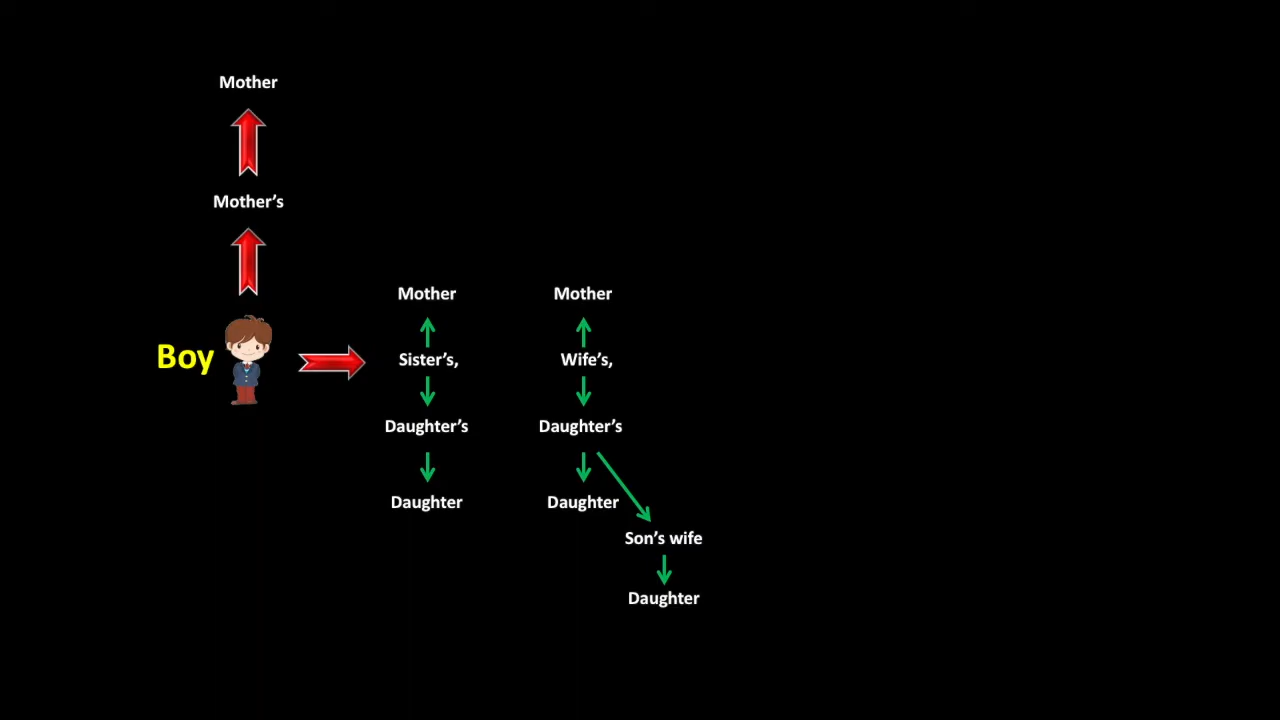 Mother
Mother’s
Mother
Mother
Boy
Sister’s,
Wife’s,
Daughter’s
Daughter’s
Daughter
Daughter
Son’s wife
Daughter